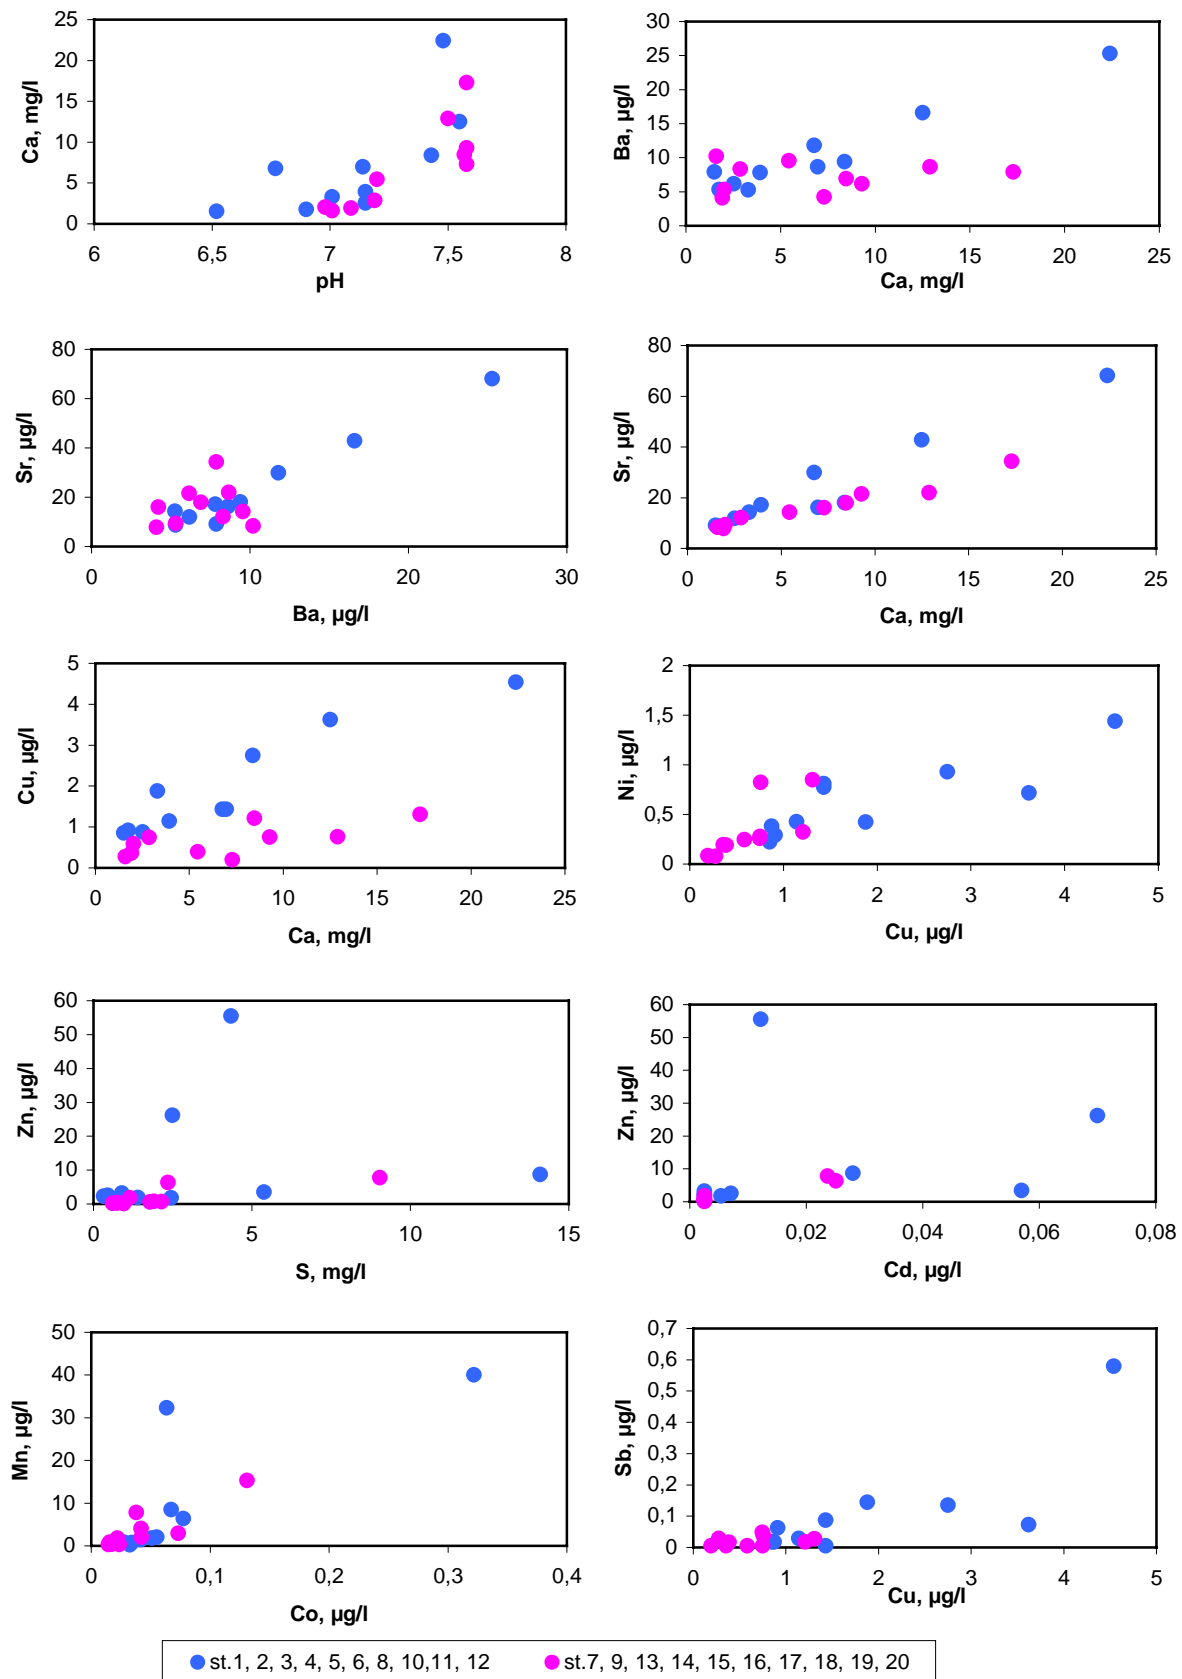 25
20
15
10
5
0
Ca, mg/l
6 6,5 7 7,5 8
pH
30
25
20
15
10
5
0
Ba, µg/l
0 5 10 15 20 25
Ca, mg/l
80
60
40
20
0
Sr, µg/l
0 10 20 30
Ba, µg/l
80
60
40
20
0
Sr, µg/l
0 5 10 15 20 25
Ca, mg/l
5
4
3
2
1
0
Cu, µg/l
0 5 10 15 20 25
Ca, mg/l
2
1,5
1
0,5
0
Ni, µg/l
0 1 2 3 4 5
Cu, µg/l
60
50
40
30
20
10
0
Zn, µg/l
0 5 10 15
S, mg/l
60
50
40
30
20
10
0
Zn, µg/l
0 0,02 0,04 0,06 0,08
Cd, µg/l
50
40
30
20
10
0
Mn, µg/l
0 0,1 0,2 0,3 0,4
Co, µg/l
0,7
0,6
0,5
0,4
0,3
0,2
0,1
0
Sb, µg/l
0 1 2 3 4 5
Cu, µg/l
st.1, 2, 3, 4, 5, 6, 8, 10,11, 12 st.7, 9, 13, 14, 15, 16, 17, 18, 19, 20